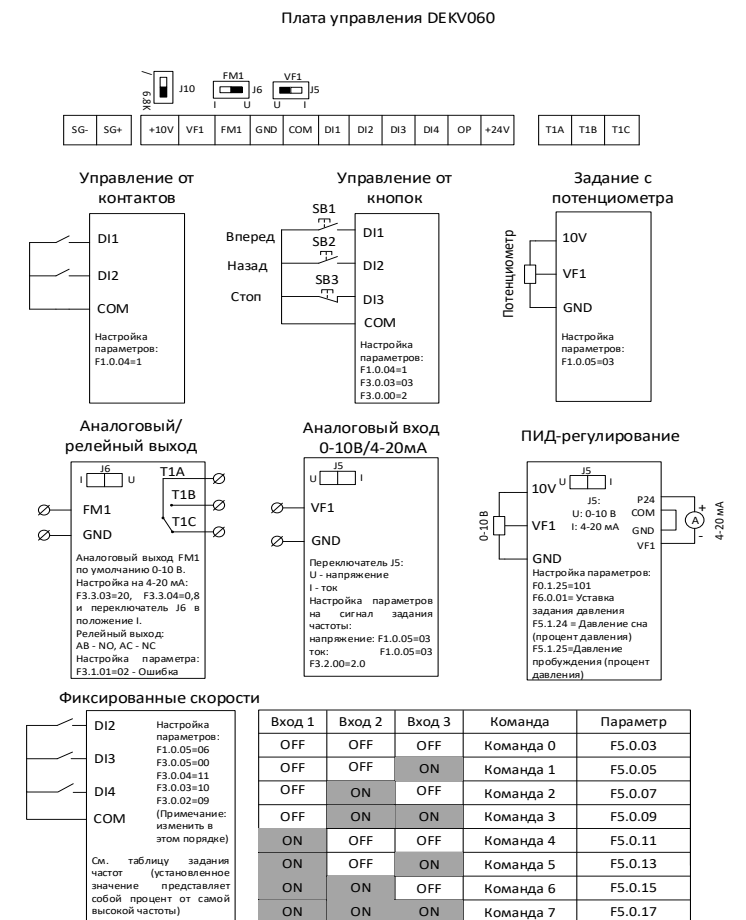 Плата управления DEKV060
/
6.8K
J10
FM1
J6
I U
VF1
J5
U I
SG- SG+ +10V VF1 FM1 GND COM DI1 DI2 DI3 DI4 OP +24V T1A T1B T1C
Управление от
контактов
DI1
DI2
COM
Настройка
параметров:
F1.0.04=1
Управление от
кнопок
SB1
Вперед
DI1
SB2
Назад
DI2
SB3
Стоп
DI3
COM
Настройка
параметров:
F1.0.04=1
F3.0.03=03
F3.0.00=2
Задание с
потенциометра
Потенциометр
10V
VF1
GND
Настройка
параметров:
F1.0.05=03
Аналоговый/
релейный выход
J6
I U
T1A
T1B
T1C
FM1
GND
Аналоговый выход FM1
по умолчанию 0-10 В.
Настройка на 4-20 мА:
F3.3.03=20, F3.3.04=0,8
и переключатель J6 в
положение I.
Релейный выход:
AB - NO, AC - NC
Настройка параметра:
F3.1.01=02 - Ошибка
Аналоговый вход
0-10В/4-20мА
J5
U I
VF1
GND
Переключатель J5:
U - напряжение
I - ток
Настройка параметров
на сигнал задания
частоты:
напряжение: F1.0.05=03
ток: F1.0.05=03
F3.2.00=2.0
ПИД-регулирование
0-10 В
10V
J5
U I
J5:
U: 0-10 В
I: 4-20 мА
VF1
GND
P24
COM
GND
VF1
+
A
-
4-20 мА
Настройка параметров:
F0.1.25=101
F6.0.01= Уставка
задания давления
F5.1.24 = Давление сна
(процент давления)
F5.1.25=Давление
пробуждения (процент
давления)
Фиксированные скорости
DI2
DI3
DI4
COM
Настройка
параметров:
F1.0.05=06
F3.0.05=00
F3.0.04=11
F3.0.03=10
F3.0.02=09
(Примечание:
изменить в
этом порядке)
См. таблицу задания
частот (установленное
значение представляет
собой процент от самой
высокой частоты)
Вход 1 Вход 2 Вход 3 Команда Параметр
OFF OFF OFF Команда 0 F5.0.03
OFF OFF ON Команда 1 F5.0.05
OFF ON OFF Команда 2 F5.0.07
OFF ON ON Команда 3 F5.0.09
ON OFF OFF Команда 4 F5.0.11
ON OFF ON Команда 5 F5.0.13
ON ON OFF Команда 6 F5.0.15
ON ON ON Команда 7 F5.0.17